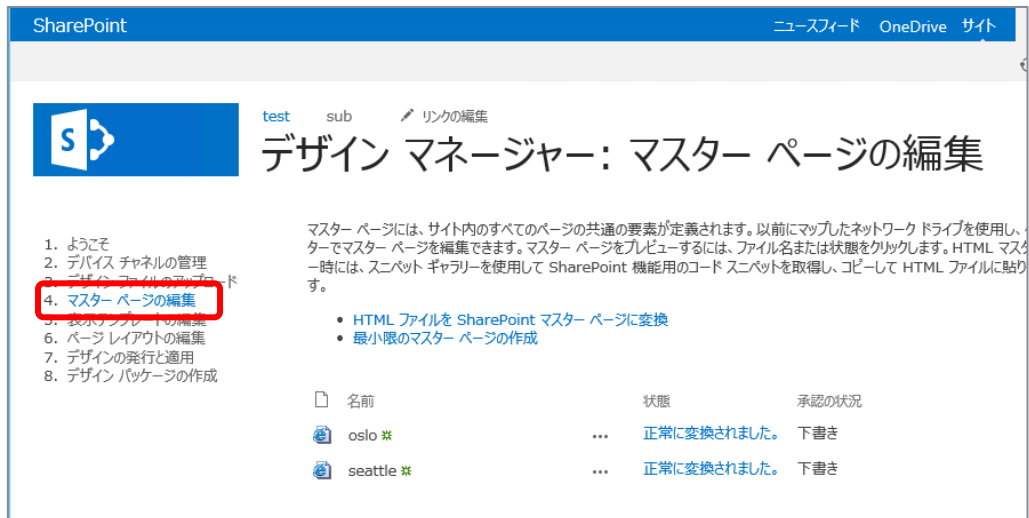 SharePoint
ニュースフィード OneDrive サイト
test sub リンクの編集
デザイン マネージャー: マスター ページの編集
マスター ページには、サイト内のすべてのページの共通の要素が定義されます。以前にマップしたネットワーク ドライブを使用し、
ターでマスター ページを編集できます。マスター ページをプレビューするには、ファイル名または状態をクリックします。HTML マスタ
ー時には、スニペット ギャラリーを使用して SharePoint 機能用のコード スニペットを取得し、コピーして HTML ファイルに貼り
す。
1. ようこそ
2. デバイス チャネルの管理
3. デザイン ファイルのアップロード
4. マスター ページの編集
5. 表示テンプレートの編集
6. ページ レイアウトの編集
7. デザインの発行と適用
8. デザイン パッケージの作成
• HTML ファイルを SharePoint マスター ページに変換
• 最小限のマスター ページの作成
名前 状態 承認の状況
oslo ... 正常に変換されました。 下書き
seattle ... 正常に変換されました。 下書き